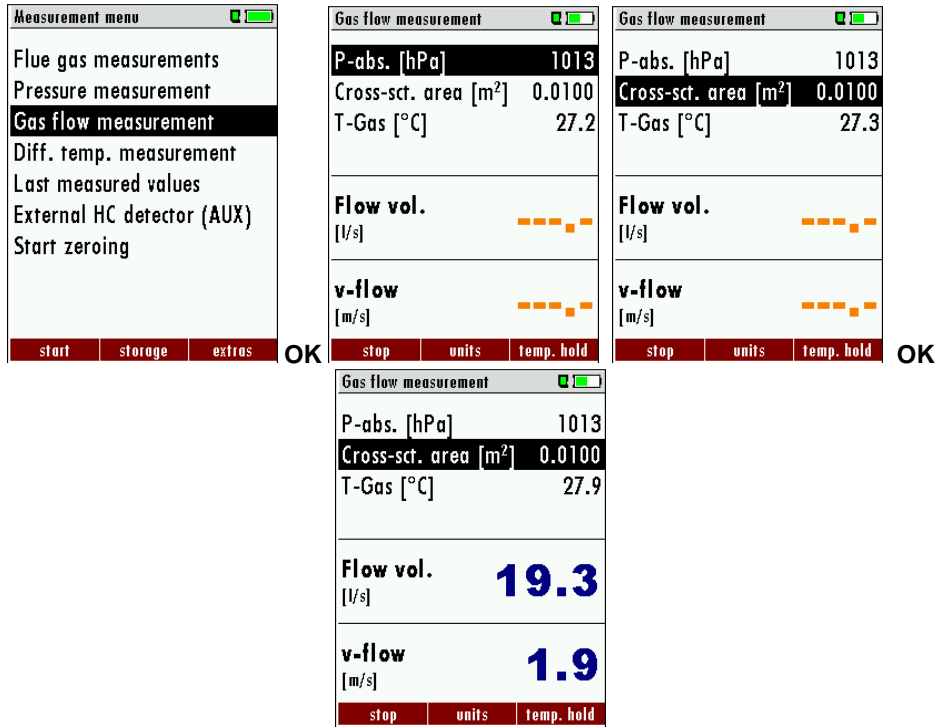 Measurement menu
Flue gas measurements
Pressure measurement
Gas flow measurement
Diff. temp. measurement
Last measured values
External HC detector (AUX)
Start zeroing
start storage extras
OK
Gas flow measurement
P-abs. [hPa] 1013
Cross-sct. area [m²] 0.0100
T-Gas [°C] 27.2
Flow vol.
[l/s] ---.-
v-flow
[m/s] ---.-
stop units temp. hold
Gas flow measurement
P-abs. [hPa] 1013
Cross-sct. area [m²] 0.0100
T-Gas [°C] 27.3
Flow vol.
[l/s] ---.-
v-flow
[m/s] ---.-
stop units temp. hold
OK
Gas flow measurement
P-abs. [hPa] 1013
Cross-sct. area [m²] 0.0100
T-Gas [°C] 27.9
Flow vol.
[l/s] 19.3
v-flow
[m/s] 1.9
stop units temp. hold